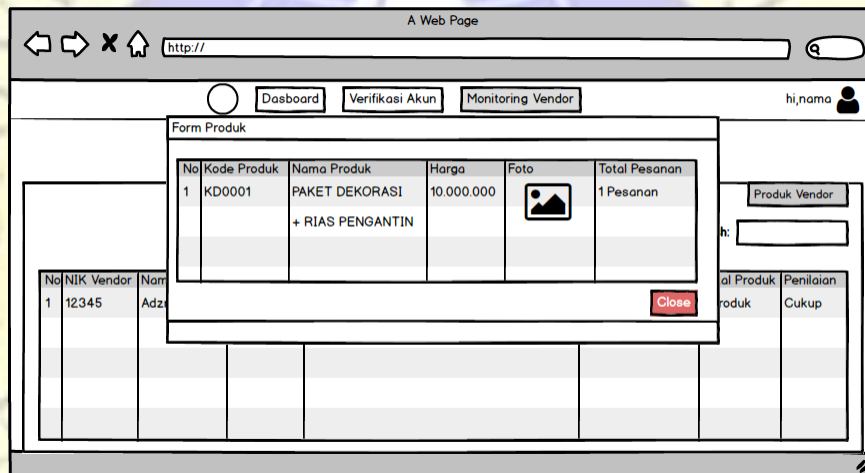 A Web Page
http://
Dasboard Verifikasi Akun Monitoring Vendor hi,nama
Form Produk
No Kode Produk Nama Produk Harga Foto Total Pesanan
1 KD0001 PAKET DEKORASI 10.000.000 1 Pesanan
+ RIAS PENGANTIN
Produk Vendor
h:
No NIK Vendor Nam al Produk Penilaian
1 12345 Adz roduk Cukup
Close